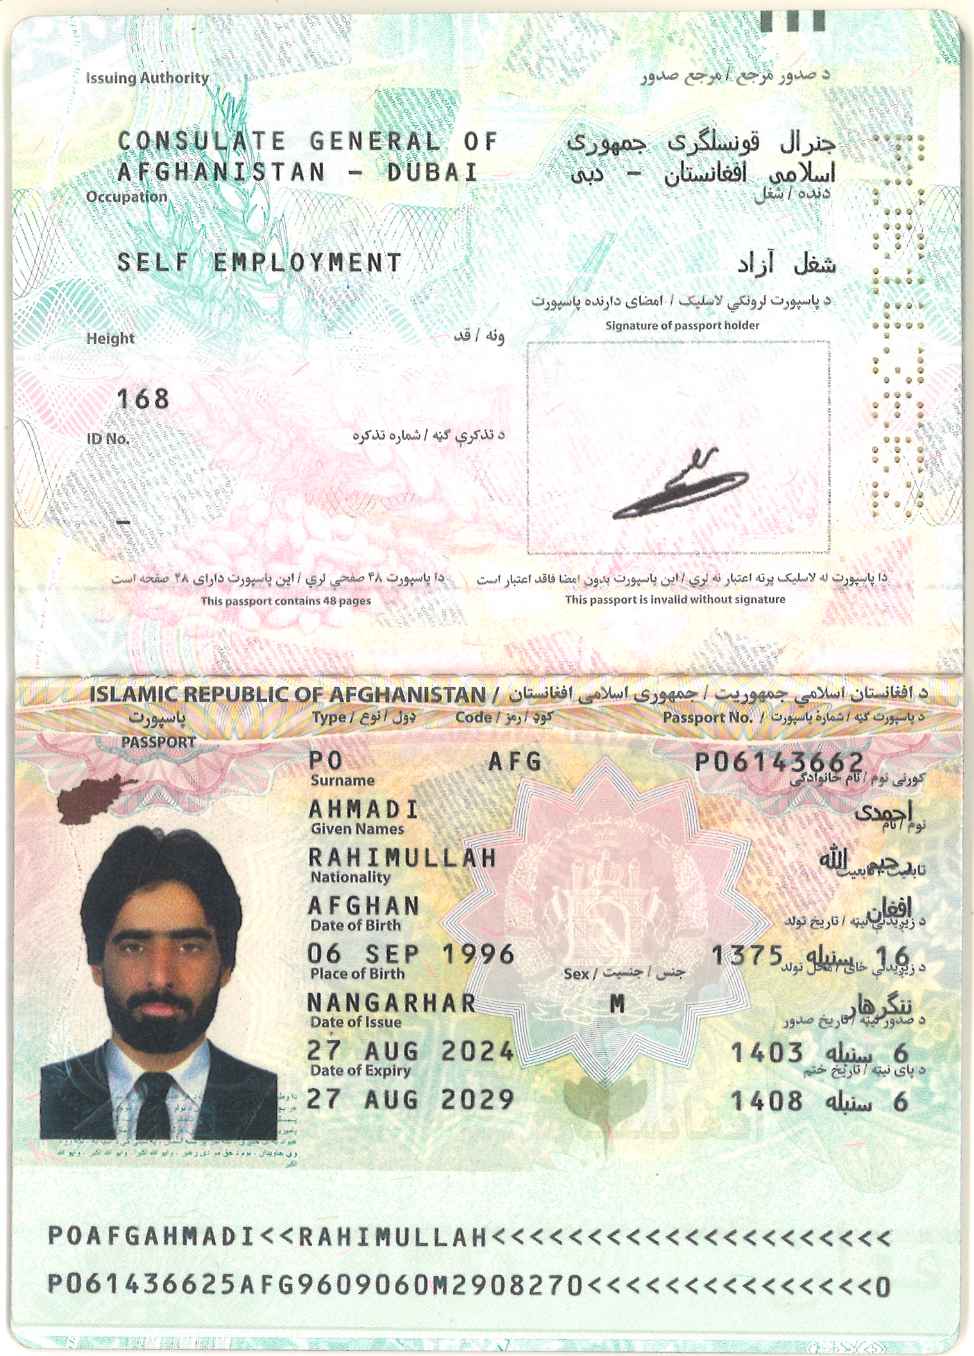 Issuing Authority
د صدور مرجع / مرجع صدور
CONSULATE GENERAL OF
AFGHANISTAN - DUBAI
جنرال قونسلگری جمهوری
اسلامی افغانستان - دبی
Occupation
دنده / شغل
SELF EMPLOYMENT
شغل آزاد
د پاسپورت لرونکي لاسلیک / امضای دارنده پاسپورت
Signature of passport holder
Height
ونه / قد
168
ID No.
د تذکرې ګڼه / شماره تذکره
–
دا پاسپورت ۴۸ صفحې لري / این پاسپورت دارای ۴۸ صفحه است
This passport contains 48 pages
دا پاسپورت له لاسلیک پرته اعتبار نه لري / این پاسپورت بدون امضا فاقد اعتبار است
This passport is invalid without signature
ISLAMIC REPUBLIC OF AFGHANISTAN / د افغانستان اسلامي جمهوریت / جمهوری اسلامی افغانستان
پاسپورت
PASSPORT
Type / ډول / نوع
Code / کوډ / رمز
Passport No. / د پاسپورت ګڼه / شمارهٔ پاسپورت
PO
AFG
P06143662
Surname
کورنی نوم / نام خانوادگی
AHMADI
احمدی
Given Names
نوم / نام
RAHIMULLAH
رحیم الله
Nationality
تابعیت / تابعیت
AFGHAN
افغان
Date of Birth
د زیږیدنې نېټه / تاریخ تولد
06 SEP 1996
16 سنبله 1375
Place of Birth
Sex / جنس / جنسیت
د زیږیدنې ځای / محل تولد
NANGARHAR
M
ننگرهار
Date of Issue
د صدور نېټه / تاریخ صدور
27 AUG 2024
6 سنبله 1403
Date of Expiry
د پای نېټه / تاریخ ختم
27 AUG 2029
6 سنبله 1408
POAFGAHMADI<<RAHIMULLAH<<<<<<<<<<<<<<<<<<<<<
P061436625AFG9609060M2908270<<<<<<<<<<<<<<<0